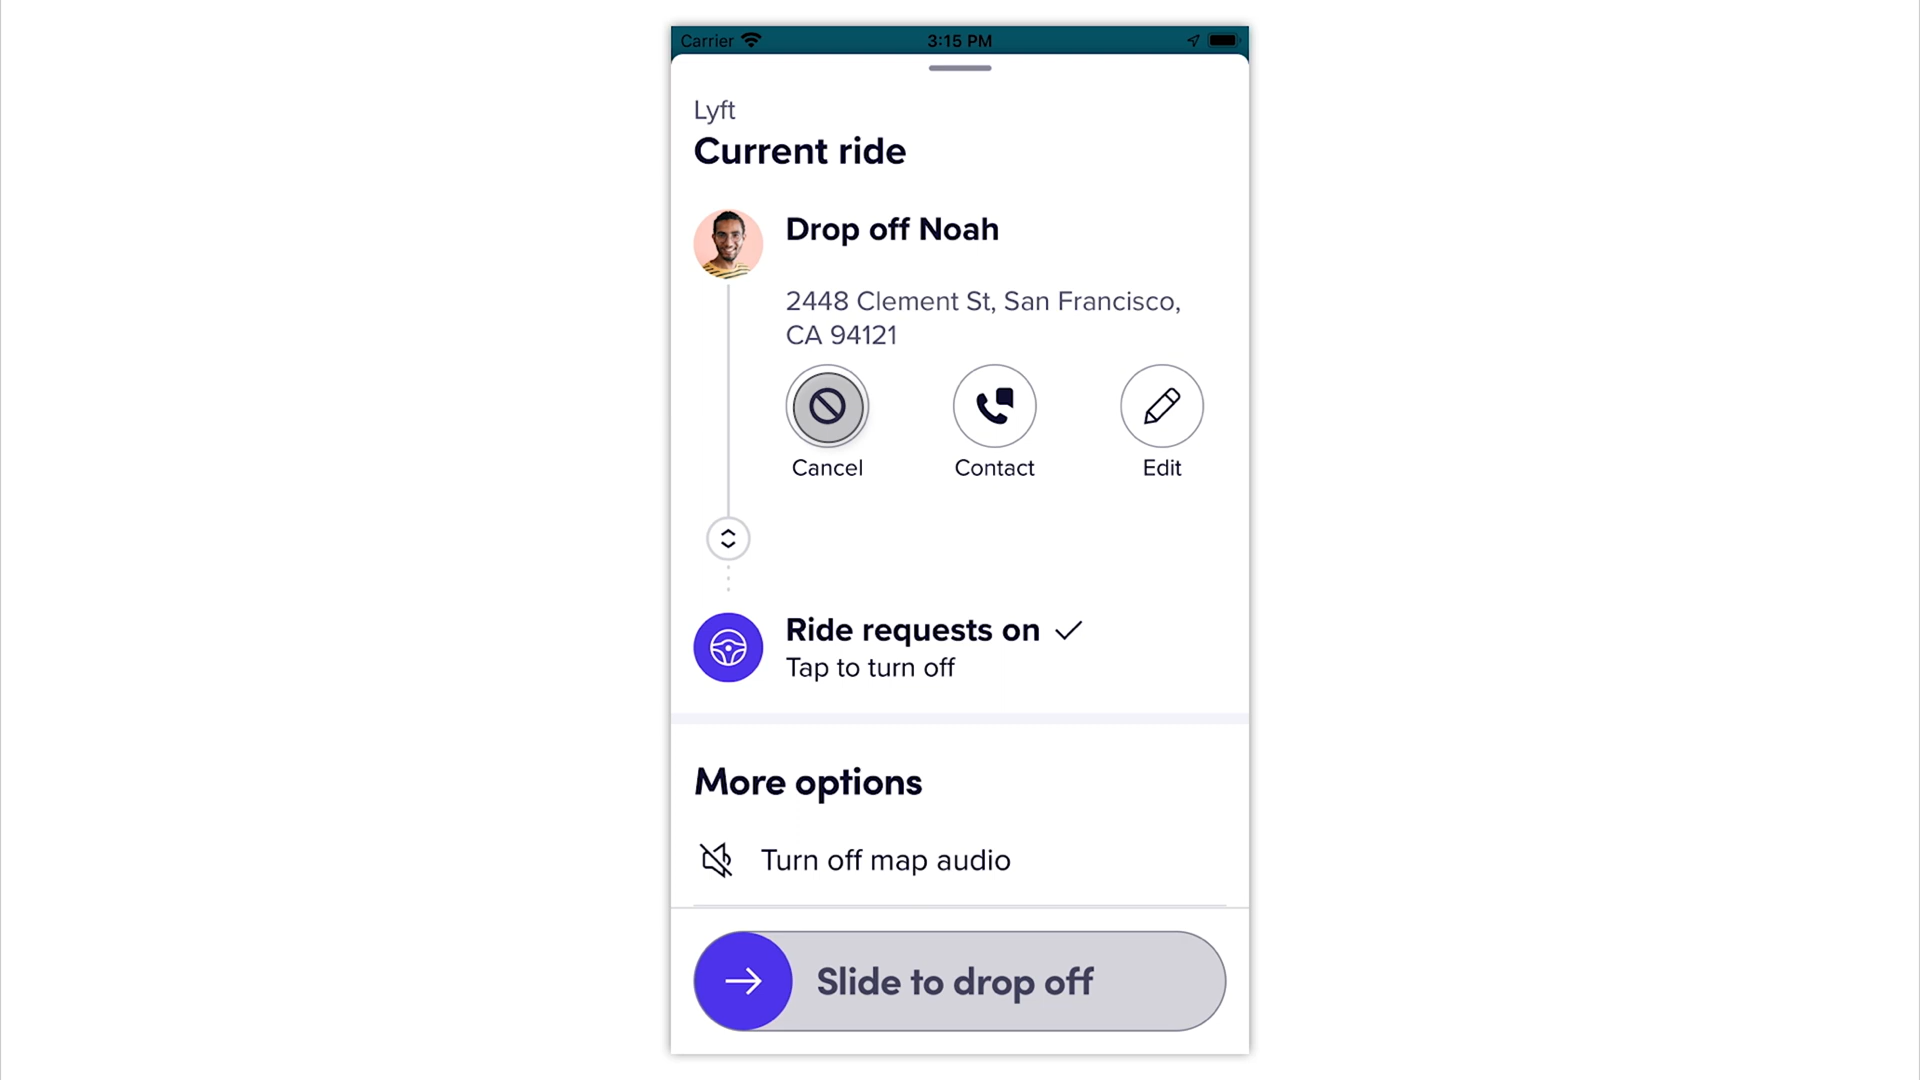 Carrier 3:15 PM
Lyft
Current ride
Drop off Noah
2448 Clement St, San Francisco,
CA 94121
Cancel Contact Edit
Ride requests on
Tap to turn off
More options
Turn off map audio
Slide to drop off